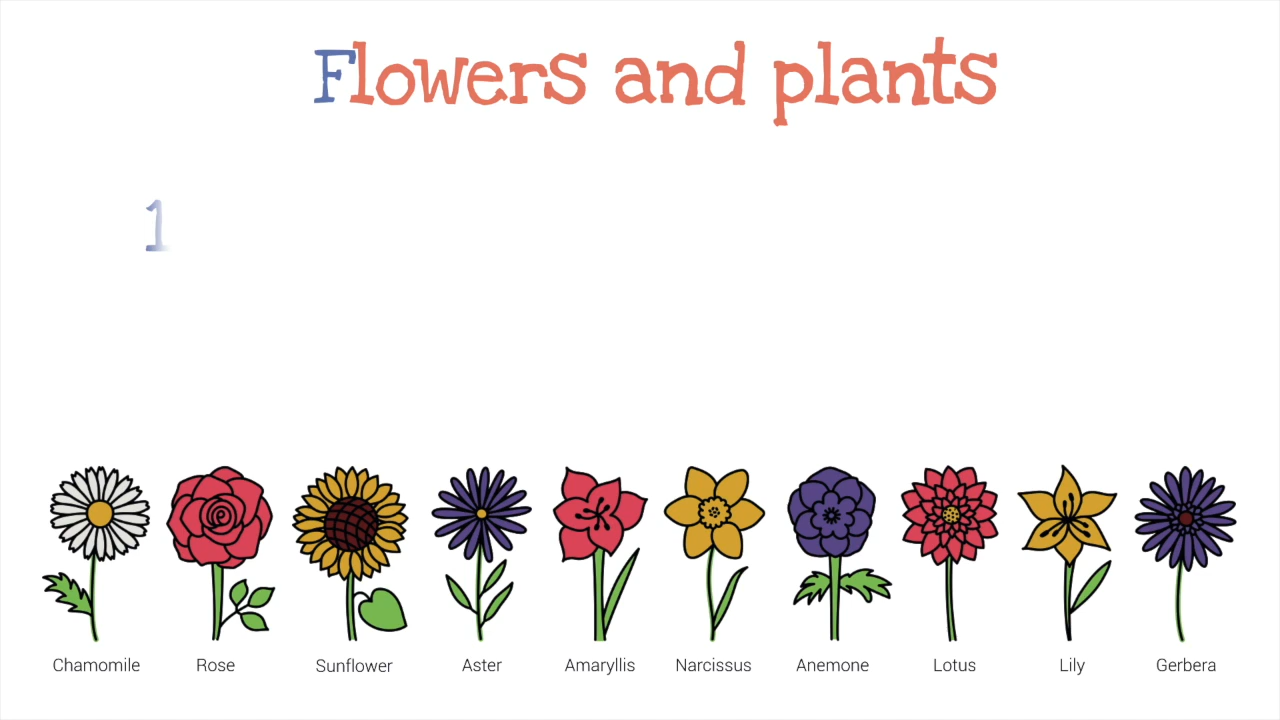 Flowers and plants
1
Chamomile Rose Sunflower Aster Amaryllis Narcissus Anemone Lotus Lily Gerbera